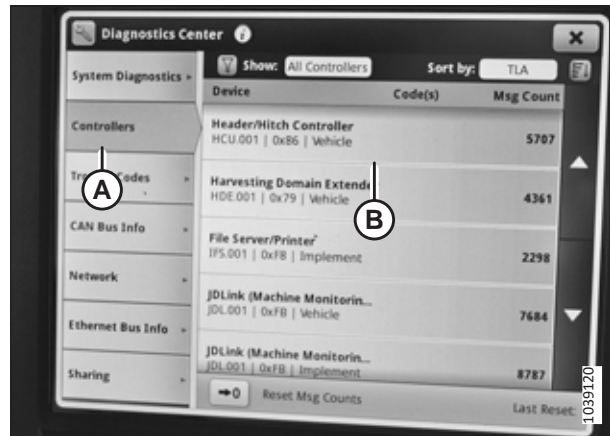 Diagnostics Center i
System Diagnostics
Show: All Controllers Sort by: TLA
Device Code(s) Msg Count
Controllers
Header/Hitch Controller
HCU.001 | 0x86 | Vehicle 5707
A
Codes
Harvesting Domain Extende
HDE.001 | 0x79 | Vehicle 4361
B
CAN Bus Info
File Server/Printer
IFS.001 | 0xF8 | Implement 2298
Network
JDLink (Machine Monitorin...
JDL.001 | 0xFB | Vehicle 7684
Ethernet Bus Info
JDLink (Machine Monitorin...
JDL.001 | 0xFB | Implement 8787
Sharing
→0 Reset Msg Counts
Last Reset:
1039120